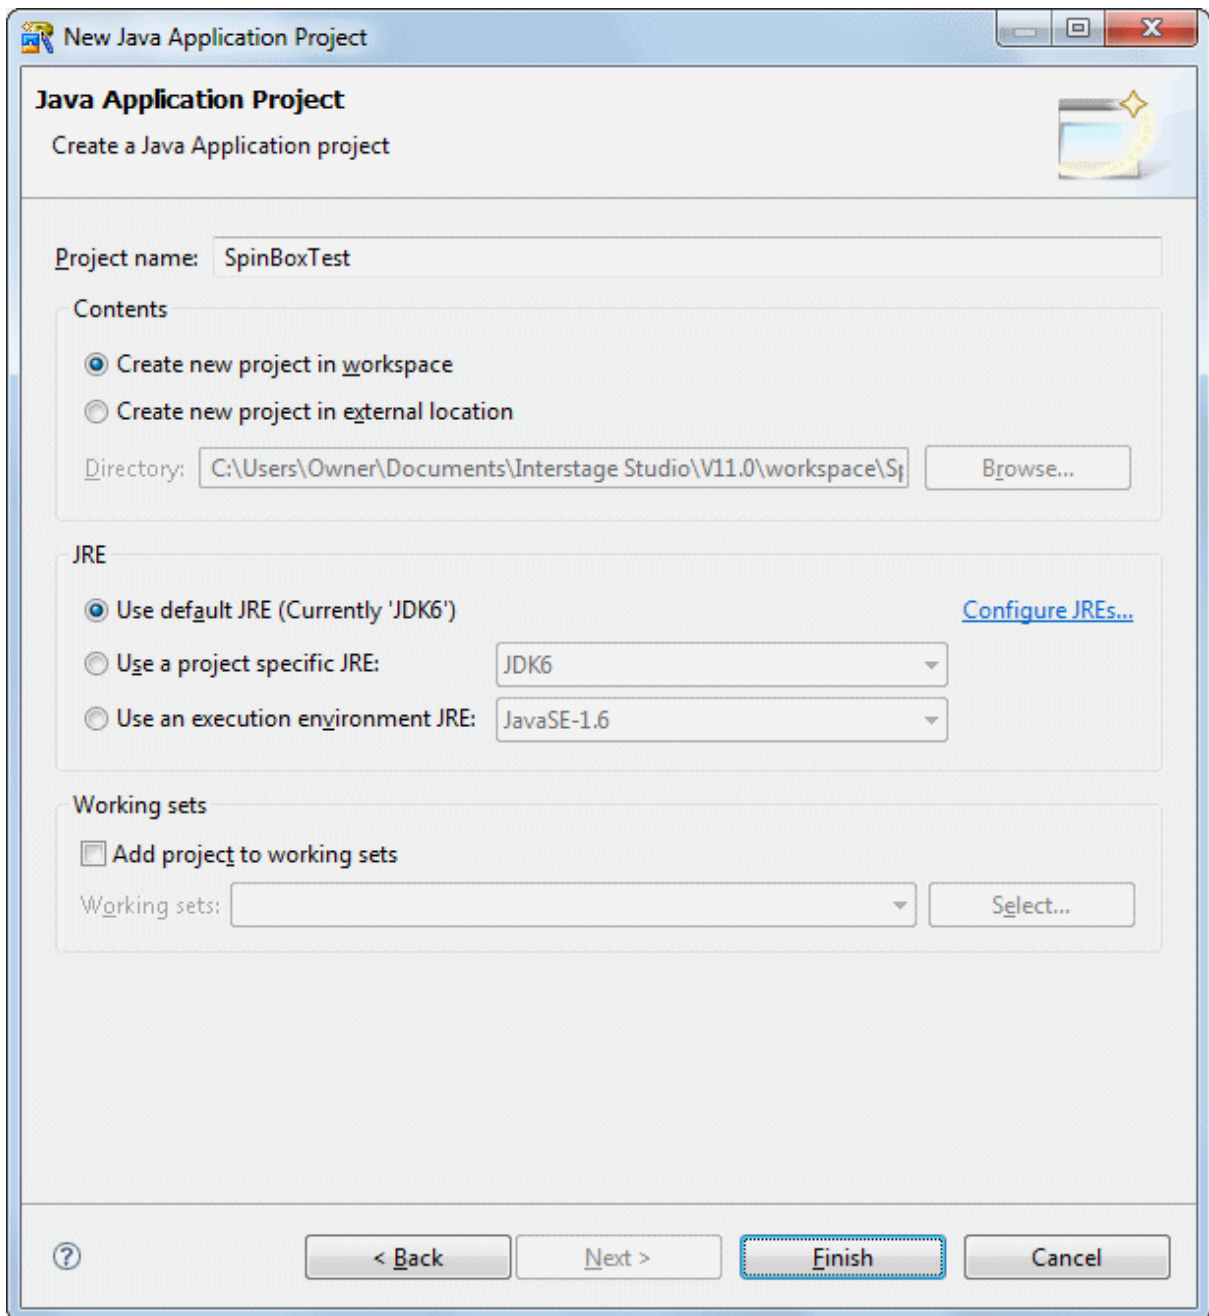 New Java Application Project
Java Application Project
Create a Java Application project
Project name: SpinBoxTest
Contents
Create new project in workspace
Create new project in external location
Directory: C:\Users\Owner\Documents\Interstage Studio\V11.0\workspace\Sp Browse...
JRE
Use default JRE (Currently 'JDK6') Configure JREs...
Use a project specific JRE: JDK6
Use an execution environment JRE: JavaSE-1.6
Working sets
Add project to working sets
Working sets: Select...
< Back Next > Finish Cancel